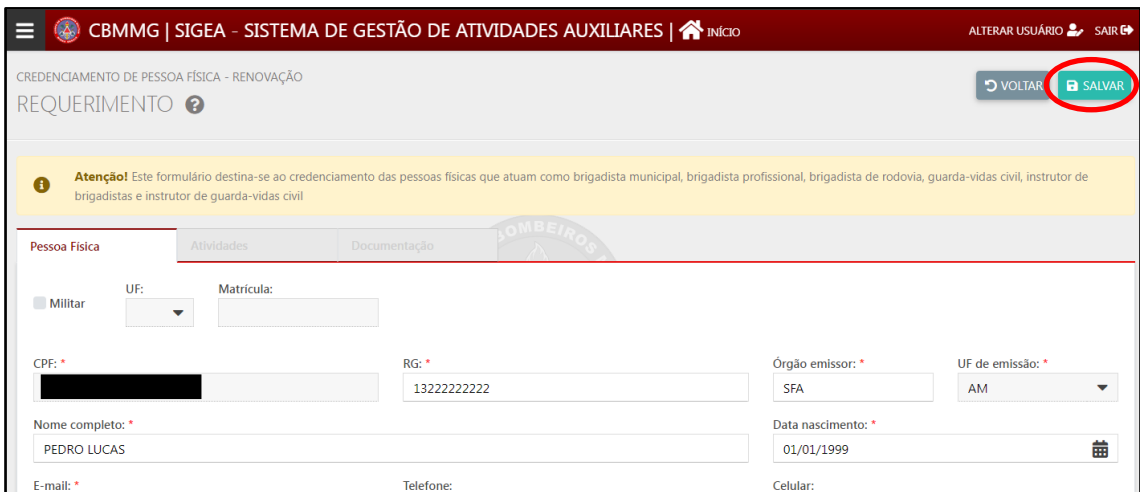 CBMMG | SIGEA - SISTEMA DE GESTÃO DE ATIVIDADES AUXILIARES | INÍCIO ALTERAR USUÁRIO SAIR
CREDENCIAMENTO DE PESSOA FÍSICA - RENOVAÇÃO
REQUERIMENTO
VOLTAR SALVAR
Atenção! Este formulário destina-se ao credenciamento das pessoas físicas que atuam como brigadista municipal, brigadista profissional, brigadista de rodovia, guarda-vidas civil, instrutor de
brigadistas e instrutor de guarda-vidas civil
OMBEIROS
Pessoa Física Atividades Documentação
UF: Matrícula:
Militar
CPF: * RG: * Órgão emissor: * UF de emissão: *
13222222222 SFA AM
Nome completo: * Data nascimento: *
PEDRO LUCAS 01/01/1999
E-mail: * Telefone: Celular: